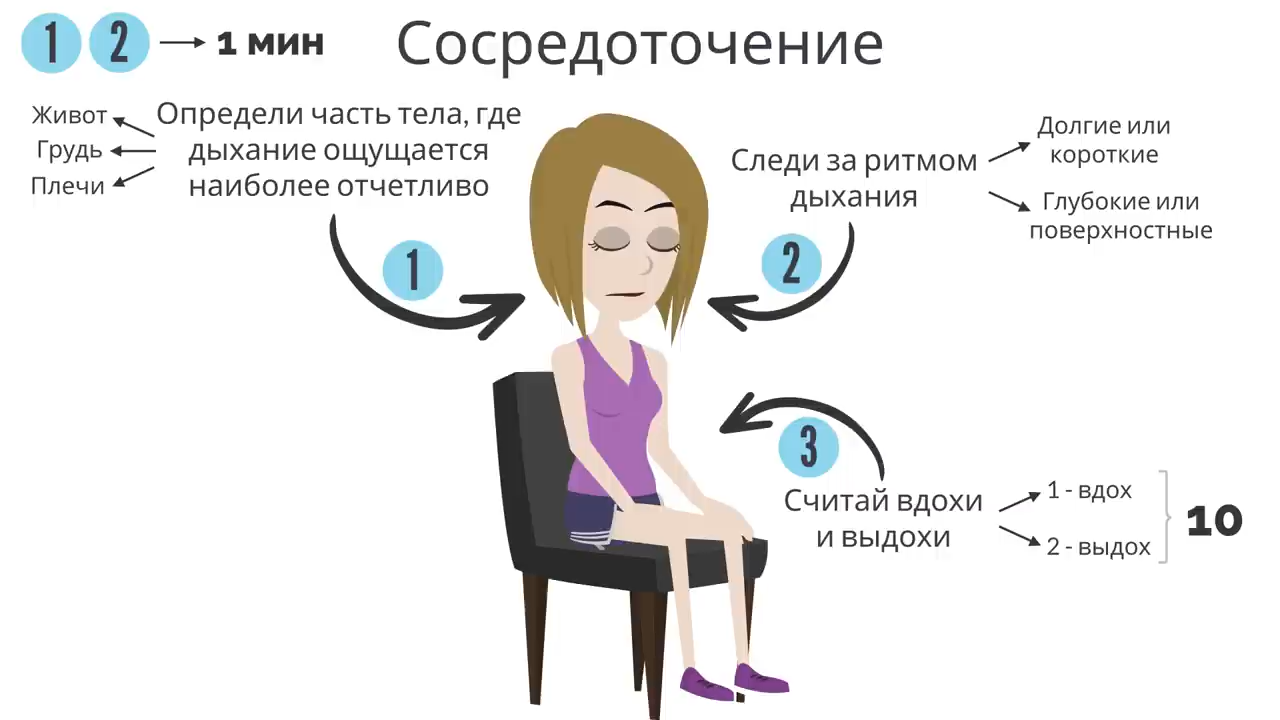 1 2 → 1 мин
Сосредоточение
Определи часть тела, где
дыхание ощущается
наиболее отчетливо
Живот
Грудь
Плечи
1
Следи за ритмом
дыхания
Долгие или
короткие
Глубокие или
поверхностные
2
3
Считай вдохи
и выдохи
1 - вдох
2 - выдох
10